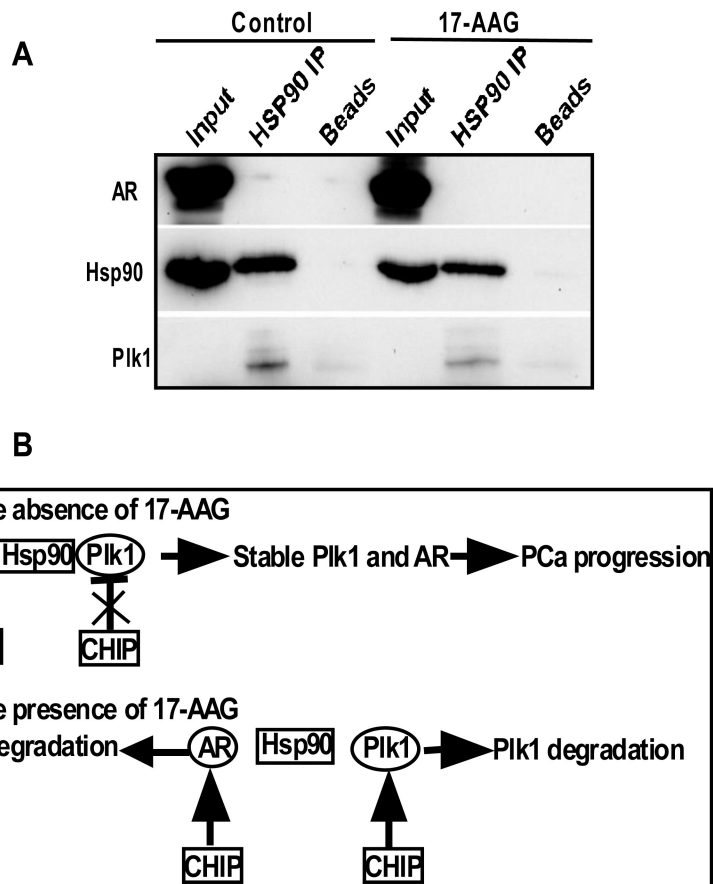 A
Control 17-AAG
Input HSP90 IP Beads Input HSP90 IP Beads
AR
Hsp90
Plk1
B
e absence of 17-AAG
Hsp90 Plk1 Stable Plk1 and AR PCa progression
CHIP
e presence of 17-AAG
egradation AR Hsp90 Plk1 Plk1 degradation
CHIP CHIP